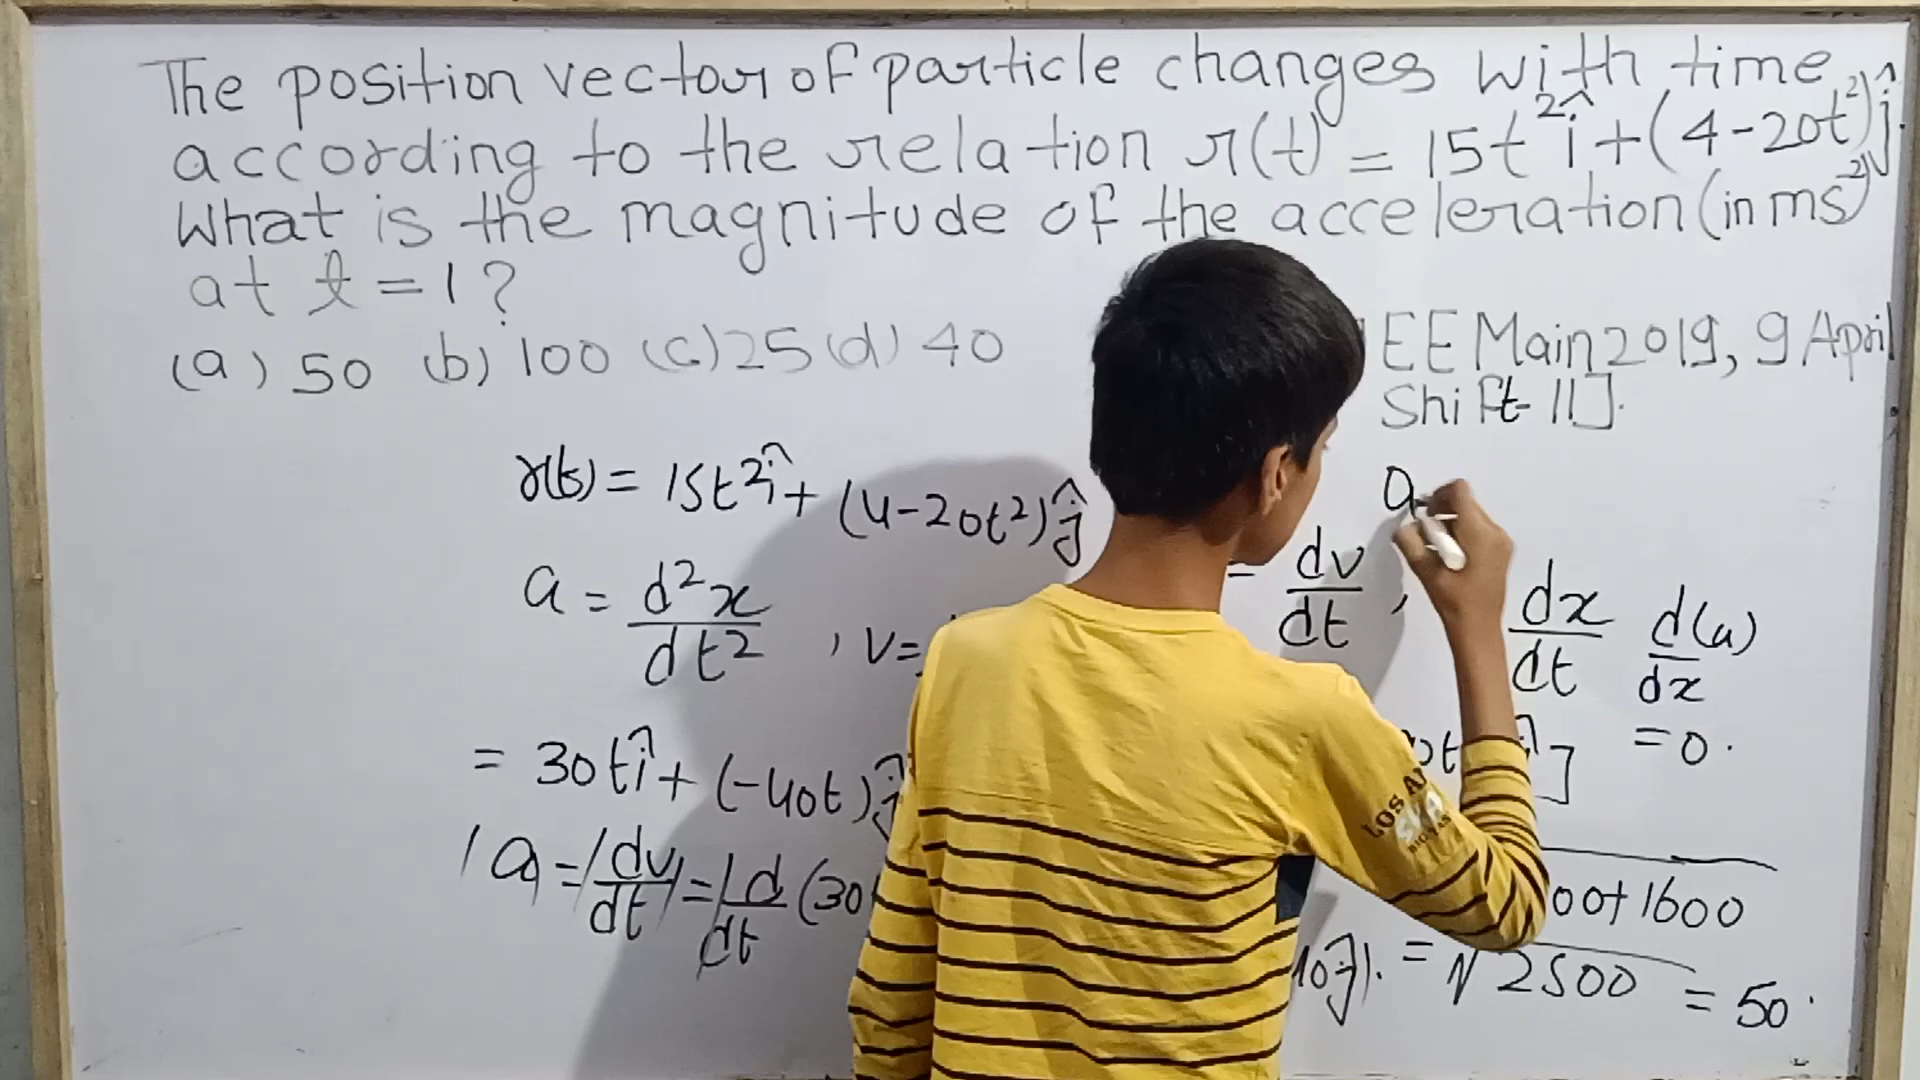 The position vector of particle changes with time
according to the relation r(t) = 15t²î + (4-20t²)ĵ.
What is the magnitude of the acceleration (in ms⁻²)
at t = 1 ?
(a) 50 (b) 100 (c) 25 (d) 40
EE Main 2019, 9 April
Shift-II].
r(t) = 15t²î + (4-20t²)ĵ
a
a = d²x/dt² , v=
= dv/dt , dx/dt d(a)/dx
= 30tî + (-40t)ĵ
= 0.
|a| = |dv/dt| = |d/dt (30
00+1600
10ĵ|. = √2500 = 50.
LOS A